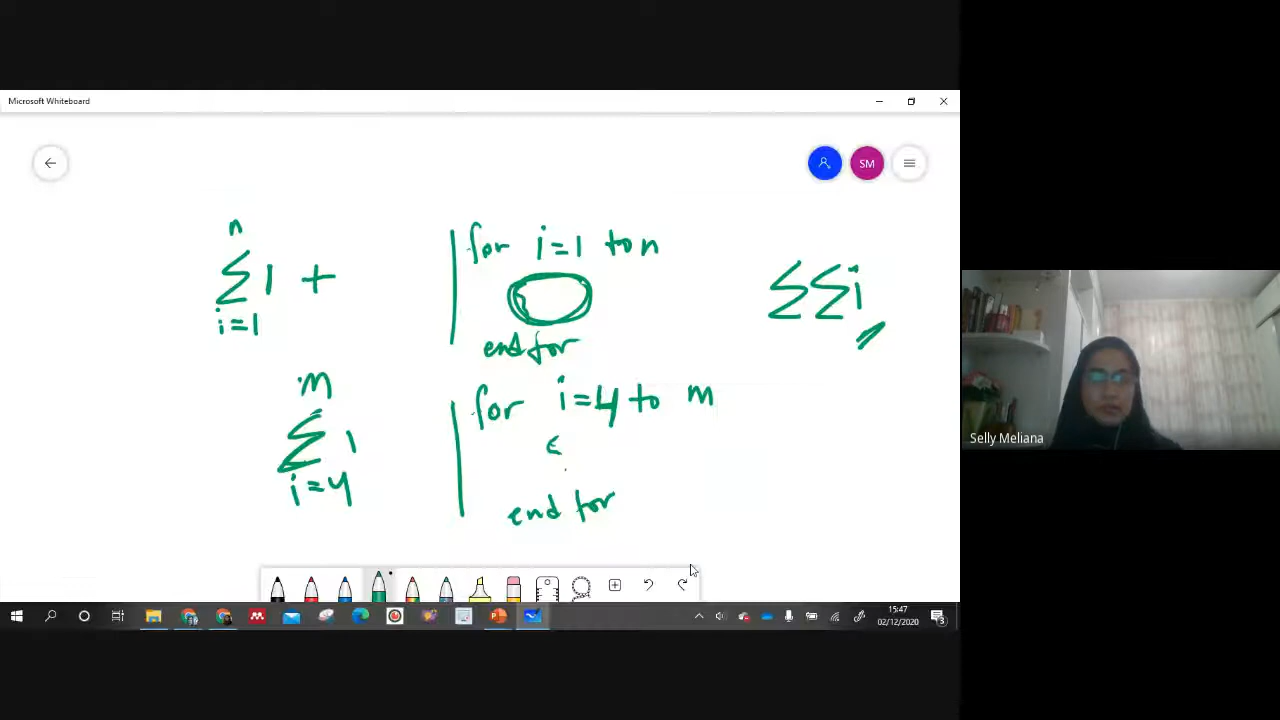 Microsoft Whiteboard
SM
n
∑ 1 +
i=1
for i=1 to n
end for
∑∑i
m
∑ 1
i=4
for i=4 to m
end for
Selly Meliana
15:47
02/12/2020
3